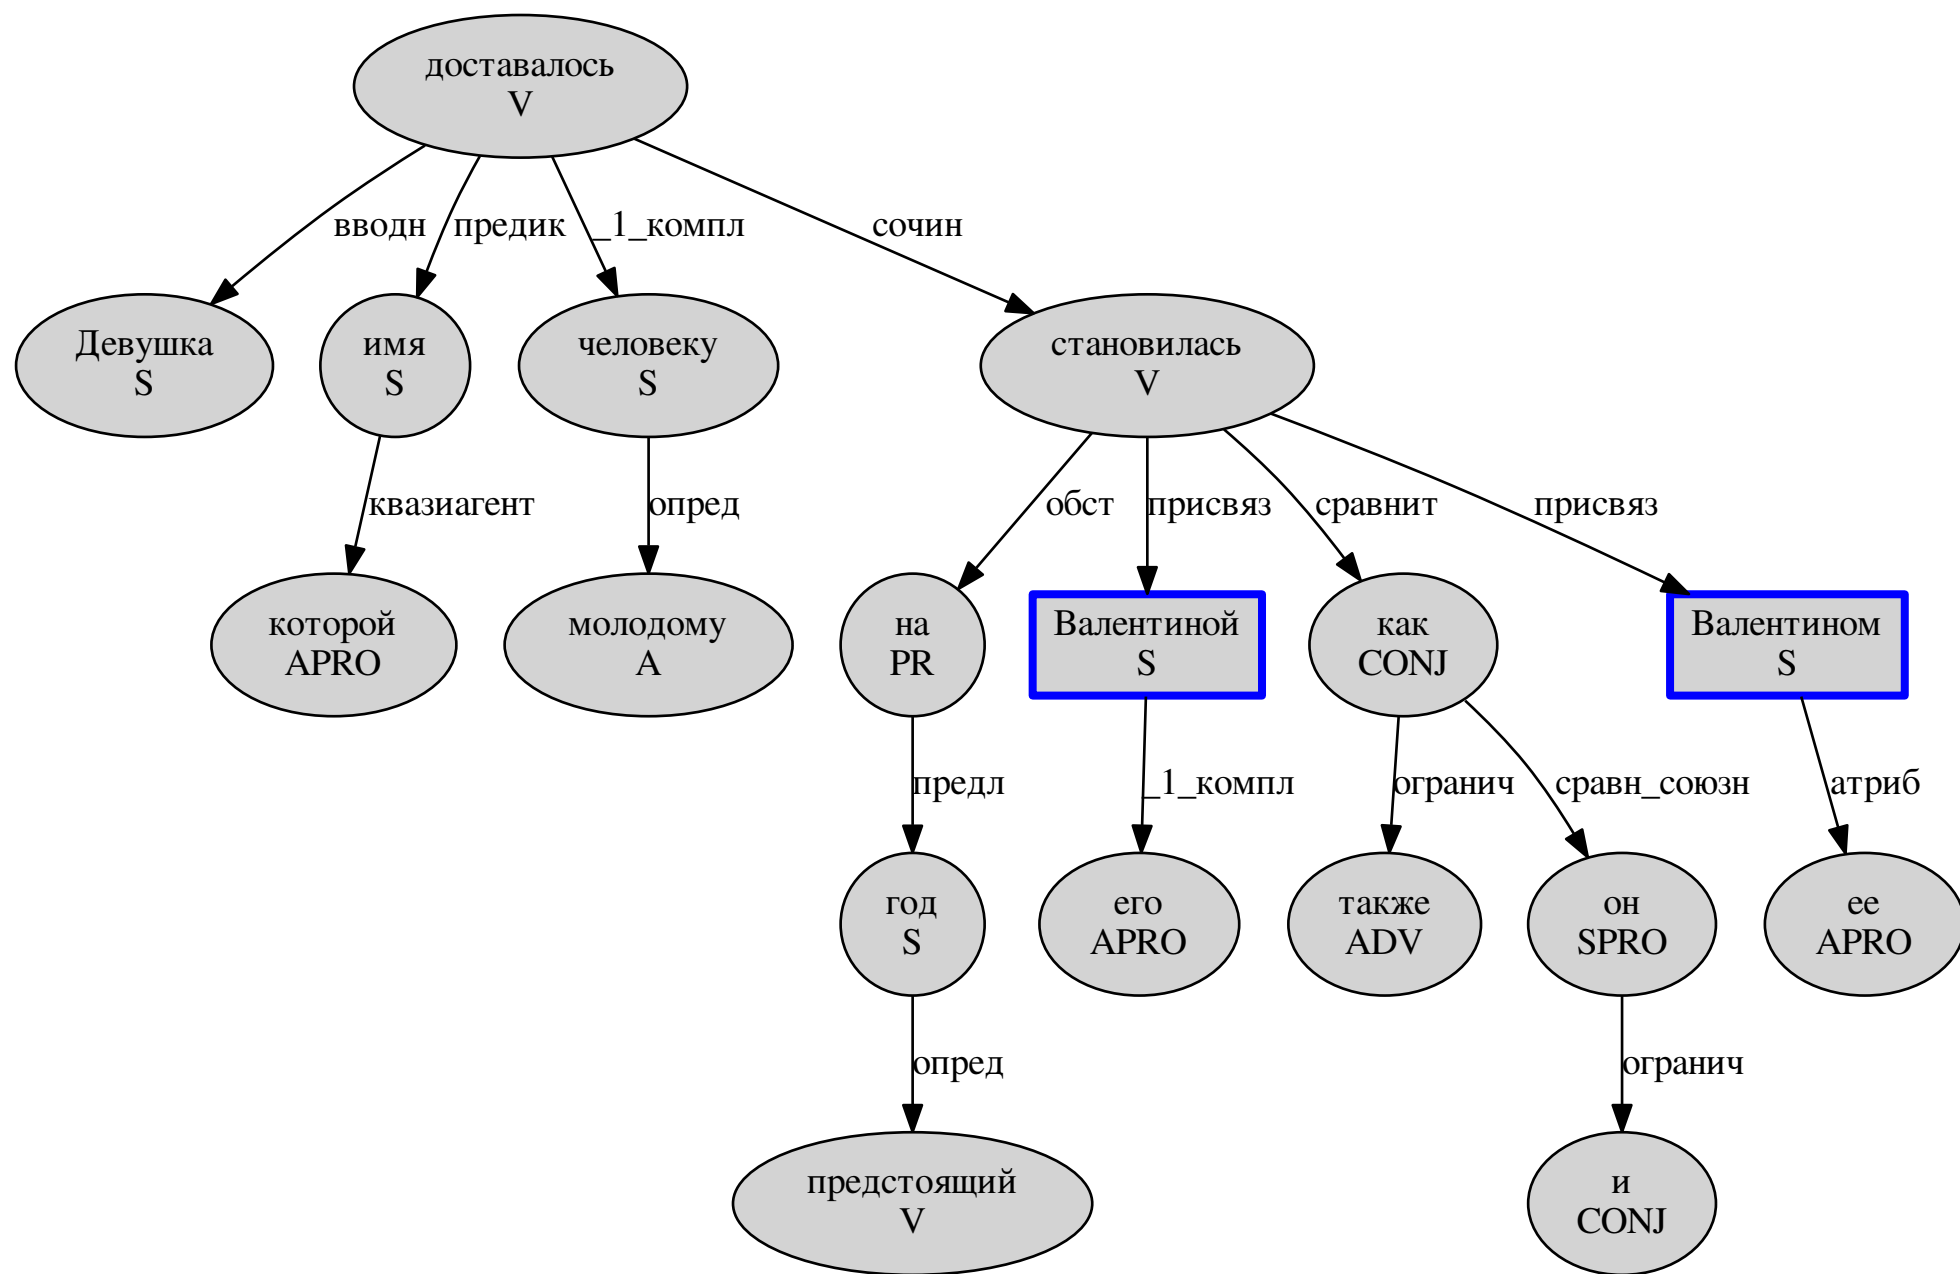 доставалось
V
вводн
предик
_1_компл
сочин
Девушка
S
имя
S
человеку
S
становилась
V
квазиагент
опред
обст
присвяз
сравнит
присвяз
которой
APRO
молодому
A
на
PR
Валентиной
S
как
CONJ
Валентином
S
предл
_1_компл
огранич
сравн_союзн
атриб
год
S
его
APRO
также
ADV
он
SPRO
ее
APRO
опред
огранич
предстоящий
V
и
CONJ